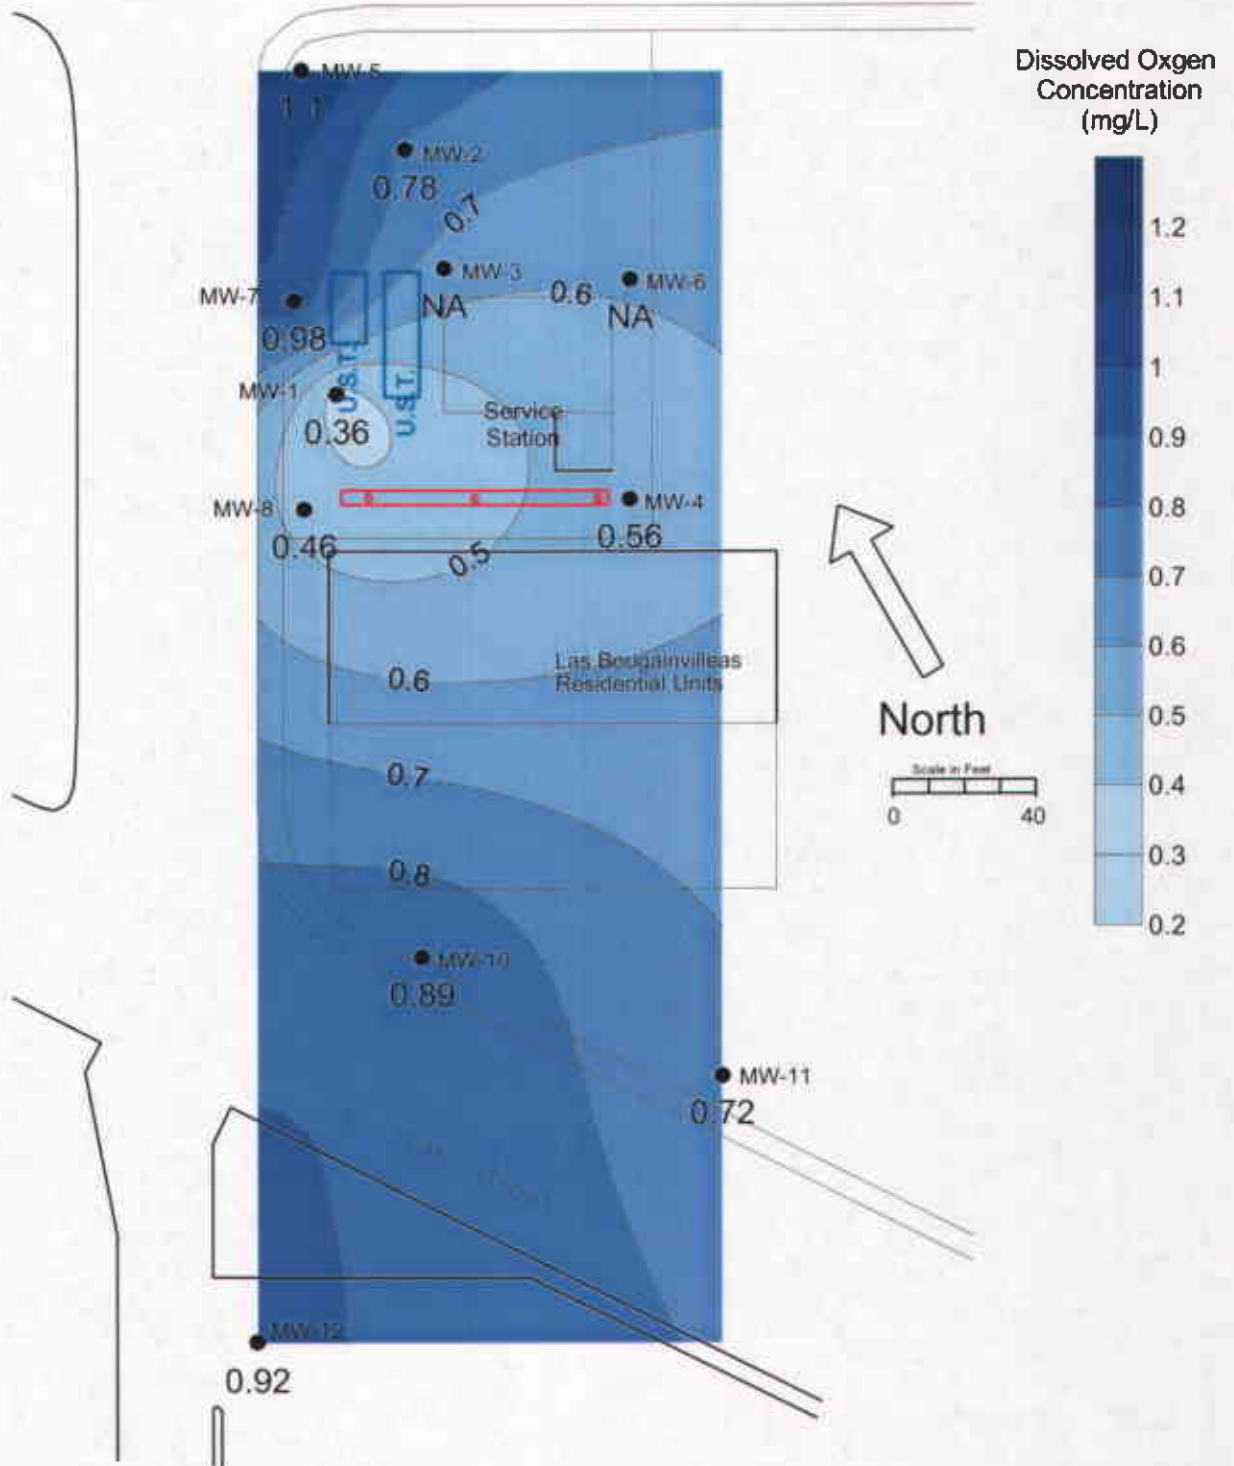 Dissolved Oxgen
Concentration
(mg/L)
1.2
1.1
1
0.9
0.8
0.7
0.6
0.5
0.4
0.3
0.2
MW-5
1.1
MW-2
0.78
0.7
MW-3
NA
MW-6
NA
0.6
MW-7
0.98
U.S.T.
U.S.T.
MW-1
0.36
Service
Station
MW-8
0.46
MW-4
0.56
0.5
Las Bougainvilleas
Residential Units
0.6
North
Scale in Feet
0 40
0.7
0.8
MW-10
0.89
MW-11
0.72
MW-12
0.92